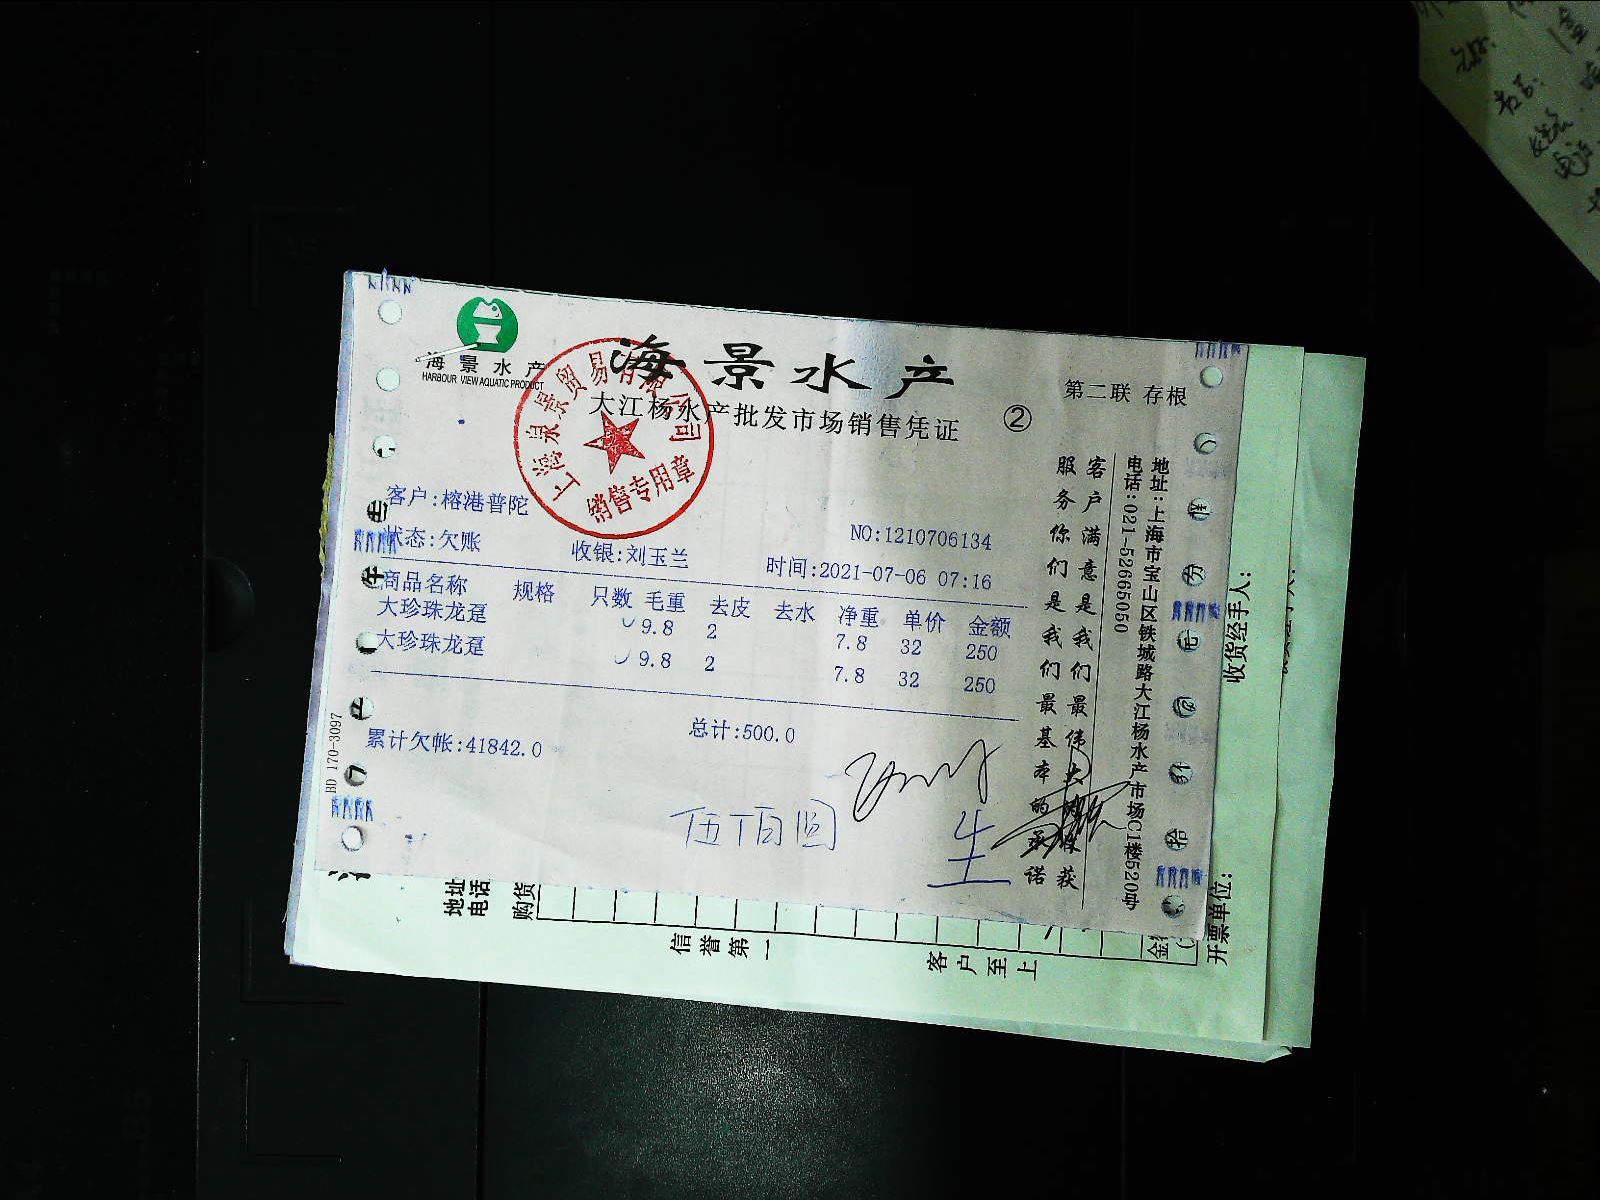 海景水产
HARBOUR VIEW AQUATIC PRODUCT
海景水产
大江杨水产批发市场销售凭证 ②
第二联 存根
上海泉景贸易有限公司
销售专用章
客户:榕港普陀
NO:1210706134
状态:欠账 收银:刘玉兰 时间:2021-07-06 07:16
商品名称 规格 只数 毛重 去皮 去水 净重 单价 金额
大珍珠龙趸 9.8 2 7.8 32 250
大珍珠龙趸 9.8 2 7.8 32 250
总计:500.0
累计欠帐:41842.0
伍佰圆
生
BD 170-3097
地址:上海市宝山区铁城路大江杨水产市场C1楼520号
电话:021-52665050
客户满意是我们最伟大的收获
服务你们是我们最基本的承诺
收货经手人:
开票单位:
地址
电话
购货
信誉第一
客户至上